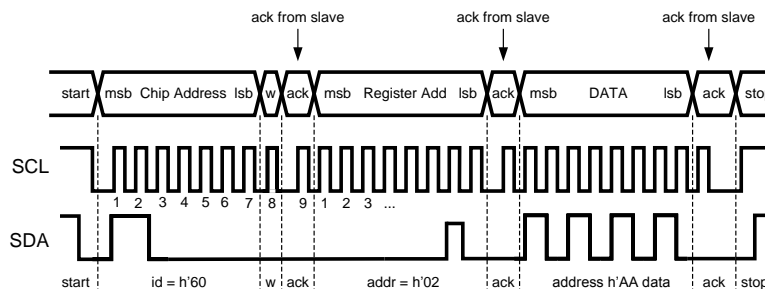 ack from slave ack from slave ack from slave
start msb Chip Address lsb w ack msb Register Add lsb ack msb DATA lsb ack stop
SCL
1 2 3 4 5 6 7 8 9 1 2 3 ...
SDA
start id = h'60 w ack addr = h'02 ack address h'AA data ack stop